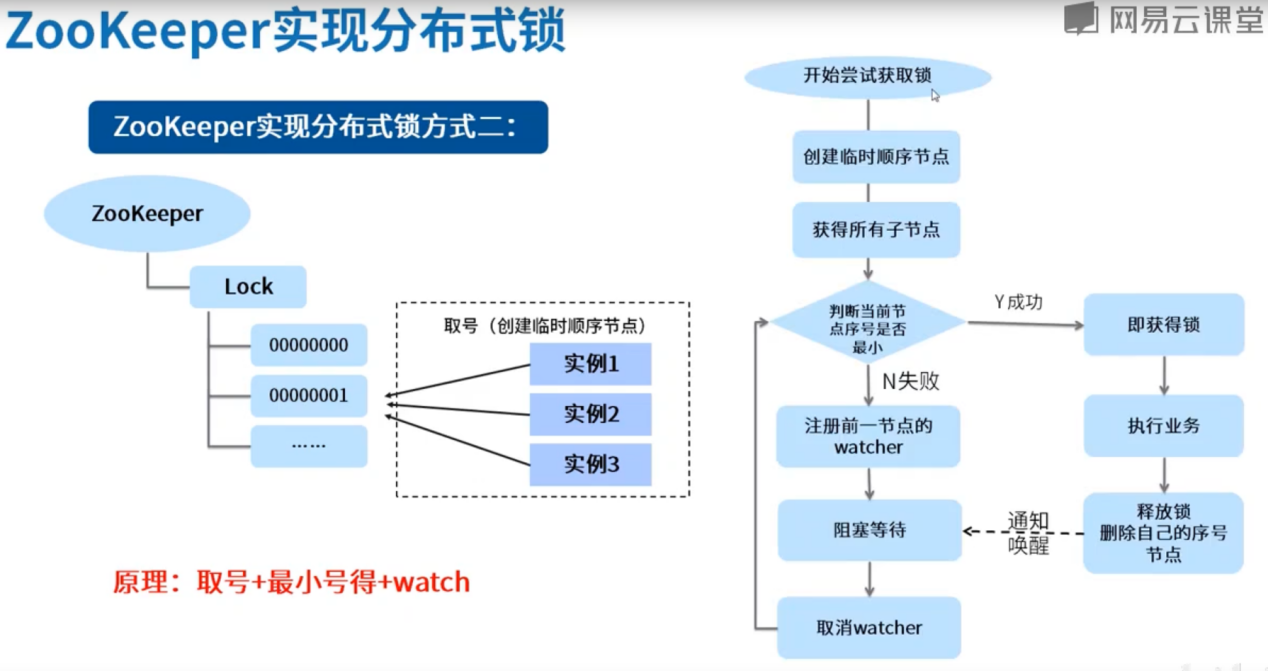 ZooKeeper实现分布式锁
网易云课堂
ZooKeeper实现分布式锁方式二：
ZooKeeper
Lock
00000000
00000001
……
取号（创建临时顺序节点）
实例1
实例2
实例3
原理：取号+最小号得+watch
开始尝试获取锁
创建临时顺序节点
获得所有子节点
判断当前节
点序号是否
最小
Y成功
N失败
即获得锁
注册前一节点的
watcher
执行业务
阻塞等待
通知
唤醒
释放锁
删除自己的序号
节点
取消watcher